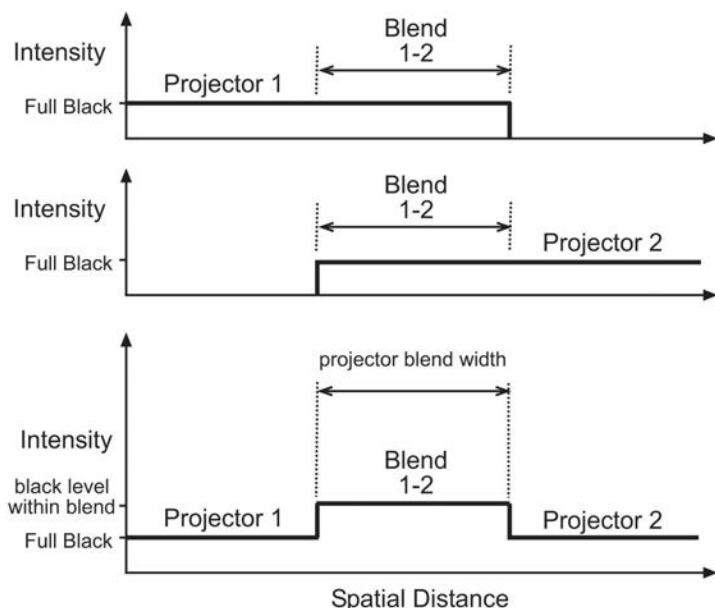 Blend
1-2
Intensity
Projector 1
Full Black
Blend
1-2
Intensity
Projector 2
Full Black
projector blend width
Intensity
Blend
1-2
black level
within blend
Projector 1
Projector 2
Full Black
Spatial Distance